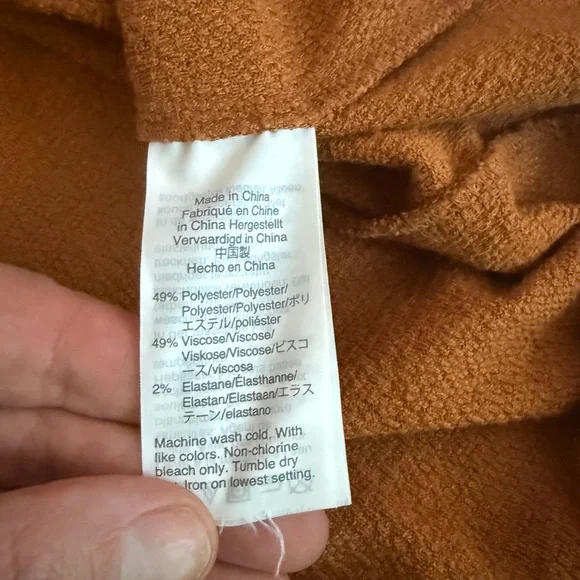 Made in China
Fabriqué en Chine
in China Hergestellt
Vervaardigd in China
中国製
Hecho en China
49% Polyester/Polyester/
Polyester/Polyester/ポリ
エステル/poliéster
49% Viscose/Viscose/
Viskose/Viscose/ビスコ
ース/viscosa
2% Elastane/Élasthanne/
Elastan/Elastaan/エラス
テーン/elastano
Machine wash cold. With
like colors. Non-chlorine
bleach only. Tumble dry
Iron on lowest setting.